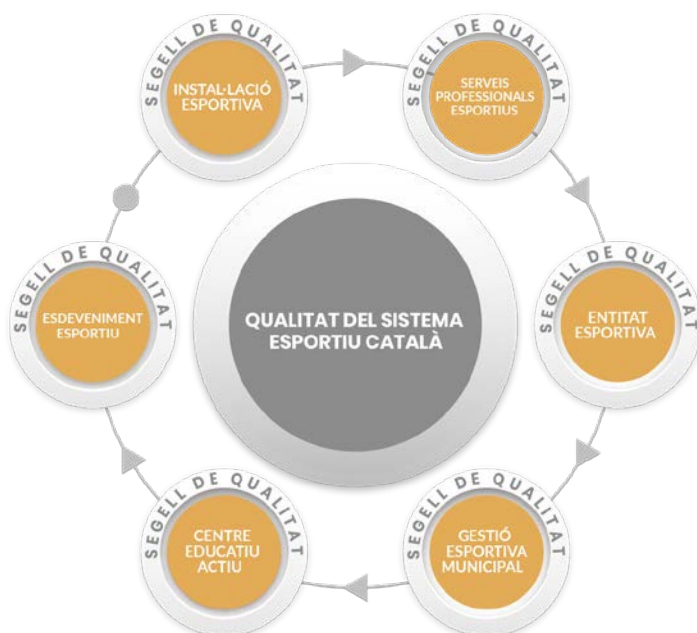 SEGELL DE QUALITAT
INSTAL·LACIÓ
ESPORTIVA
SEGELL DE QUALITAT
SERVEIS
PROFESSIONALS
ESPORTIUS
SEGELL DE QUALITAT
ESDEVENIMENT
ESPORTIU
QUALITAT DEL SISTEMA
ESPORTIU CATALÀ
SEGELL DE QUALITAT
ENTITAT
ESPORTIVA
SEGELL DE QUALITAT
CENTRE
EDUCATIU
ACTIU
SEGELL DE QUALITAT
GESTIÓ
ESPORTIVA
MUNICIPAL